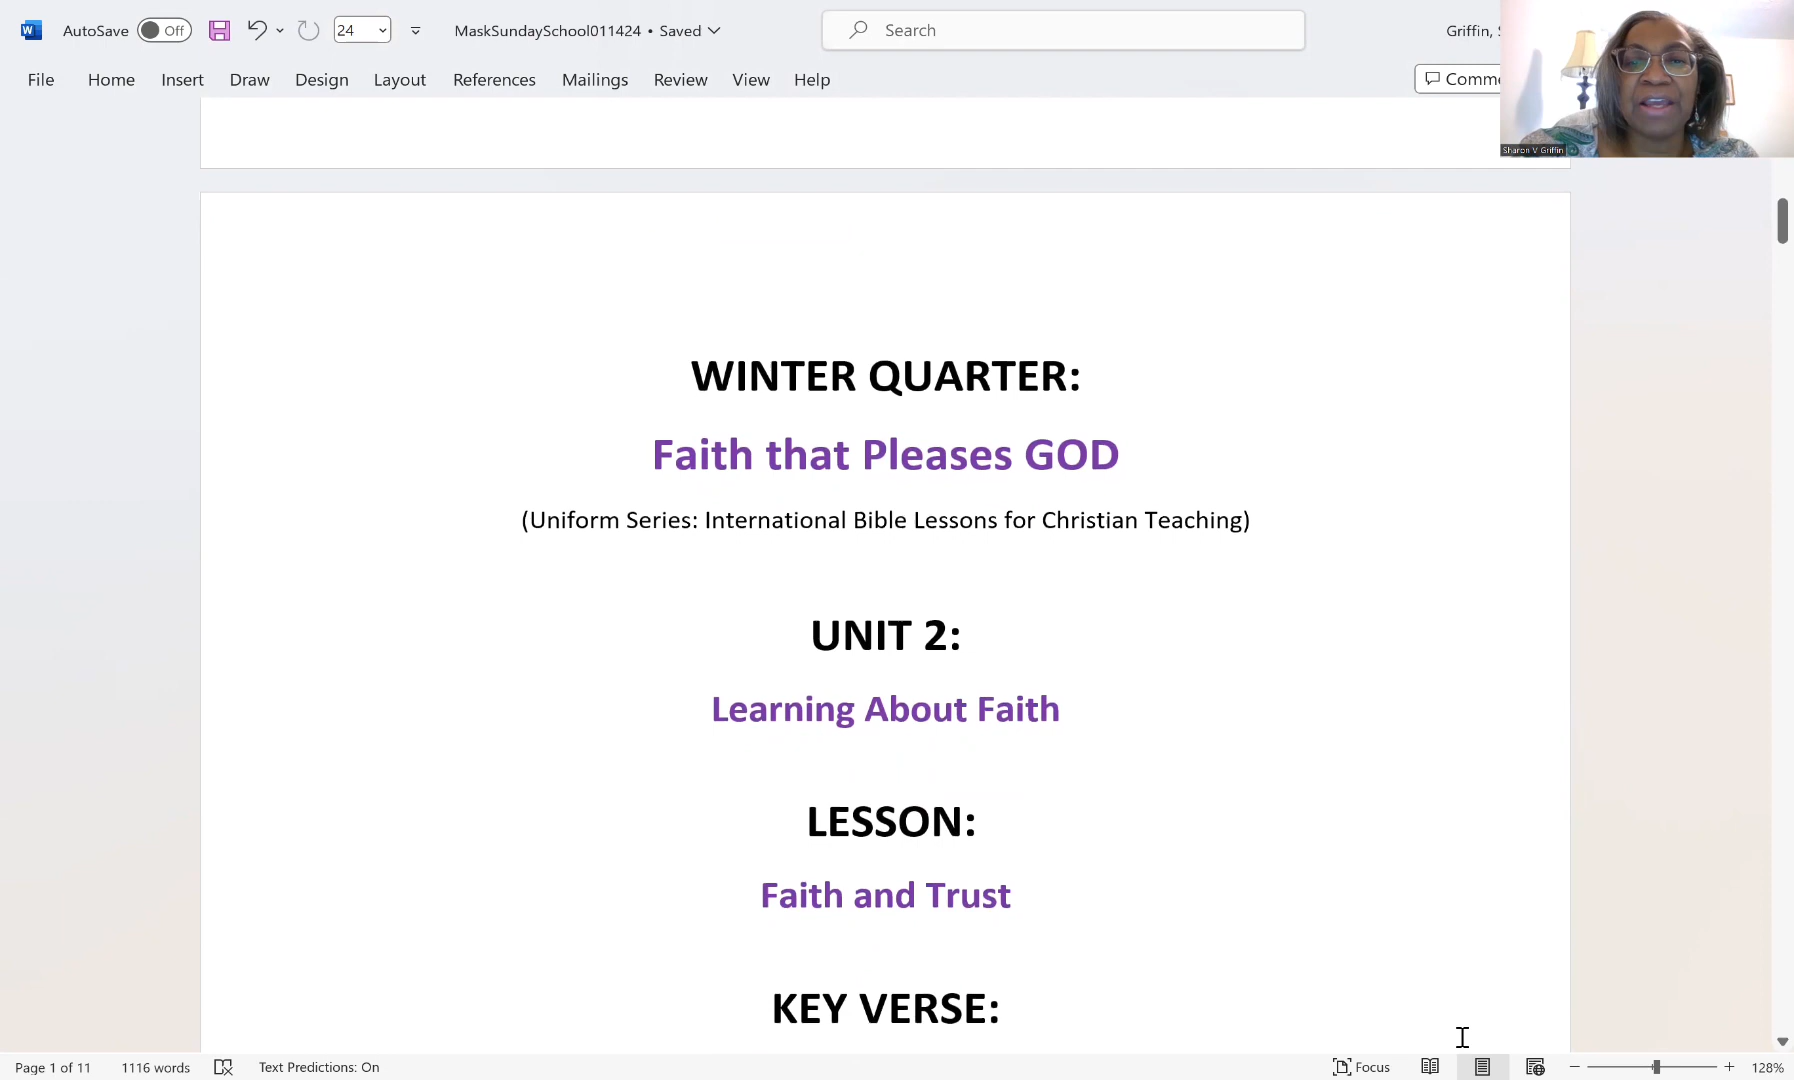 AutoSave Off 24 MaskSundaySchool011424 • Saved Search Griffin, S
File Home Insert Draw Design Layout References Mailings Review View Help Comme
Sharon V Griffin
WINTER QUARTER:
Faith that Pleases GOD
(Uniform Series: International Bible Lessons for Christian Teaching)
UNIT 2:
Learning About Faith
LESSON:
Faith and Trust
KEY VERSE:
Page 1 of 11 1116 words Text Predictions: On Focus 128%